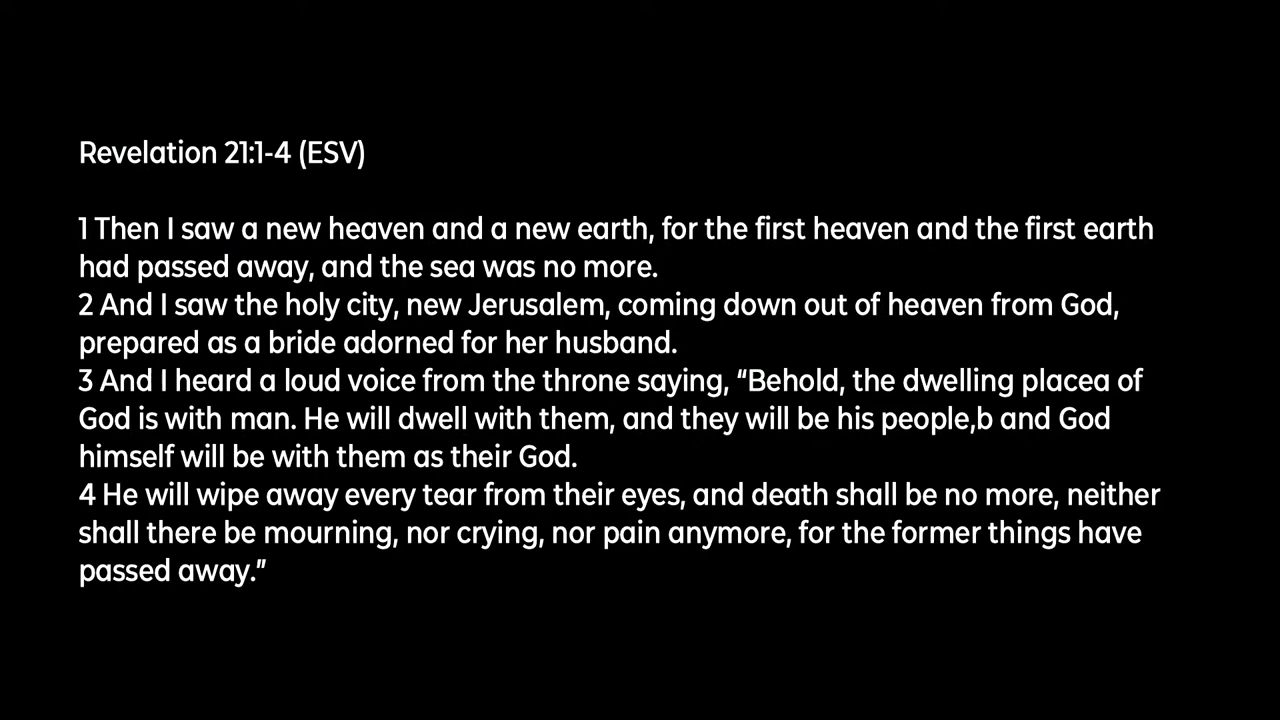 Revelation 21:1-4 (ESV)
1 Then I saw a new heaven and a new earth, for the first heaven and the first earth
had passed away, and the sea was no more.
2 And I saw the holy city, new Jerusalem, coming down out of heaven from God,
prepared as a bride adorned for her husband.
3 And I heard a loud voice from the throne saying, “Behold, the dwelling placea of
God is with man. He will dwell with them, and they will be his people,b and God
himself will be with them as their God.
4 He will wipe away every tear from their eyes, and death shall be no more, neither
shall there be mourning, nor crying, nor pain anymore, for the former things have
passed away.”